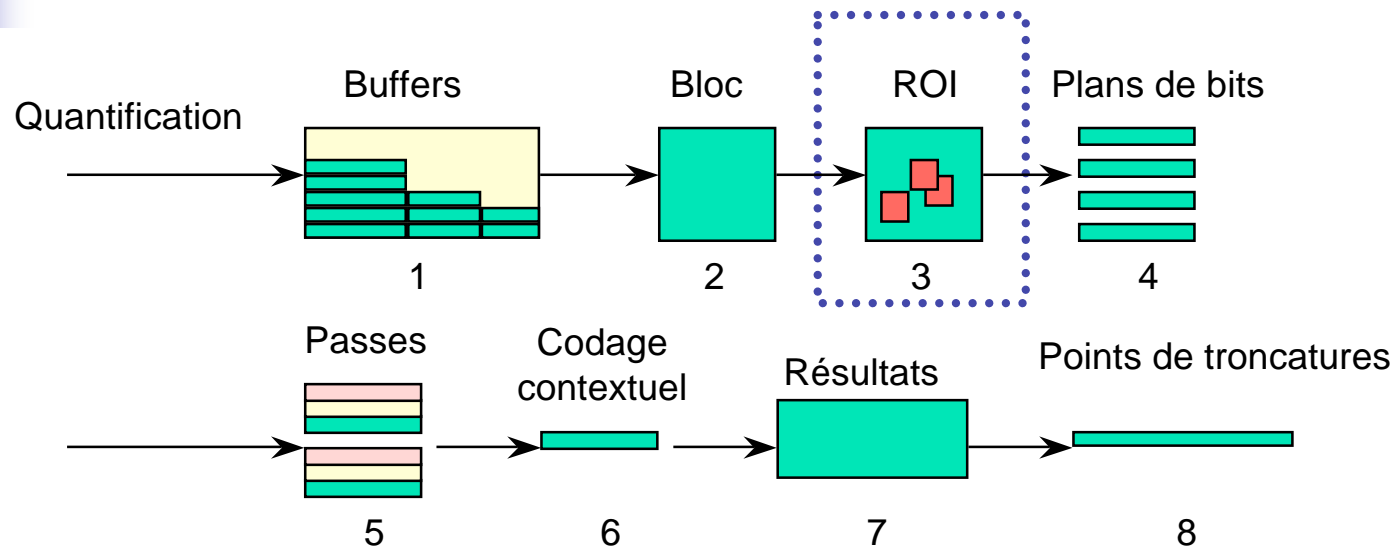 Quantification
Buffers
Bloc
ROI
Plans de bits
1
2
3
4
Passes
Codage
contextuel
Résultats
Points de troncatures
5
6
7
8